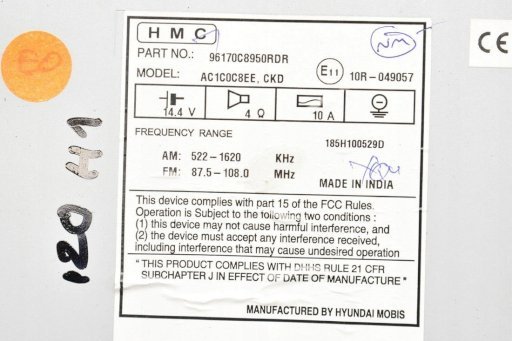 HMC
PART NO.: 96170C8950RDR
MODEL: AC1C0C8EE, CKD
E11 10R-049057
14.4 V
4 Ω
10 A
FREQUENCY RANGE
185H100529D
AM: 522-1620 KHz
FM: 87.5-108.0 MHz
MADE IN INDIA
This device complies with part 15 of the FCC Rules.
Operation is Subject to the following two conditions :
(1) this device may not cause harmful interference, and
(2) the device must accept any interference received,
including interference that may cause undesired operation
"THIS PRODUCT COMPLIES WITH DHHS RULE 21 CFR
SUBCHAPTER J IN EFFECT OF DATE OF MANUFACTURE"
MANUFACTURED BY HYUNDAI MOBIS
CE
NM
120 H7